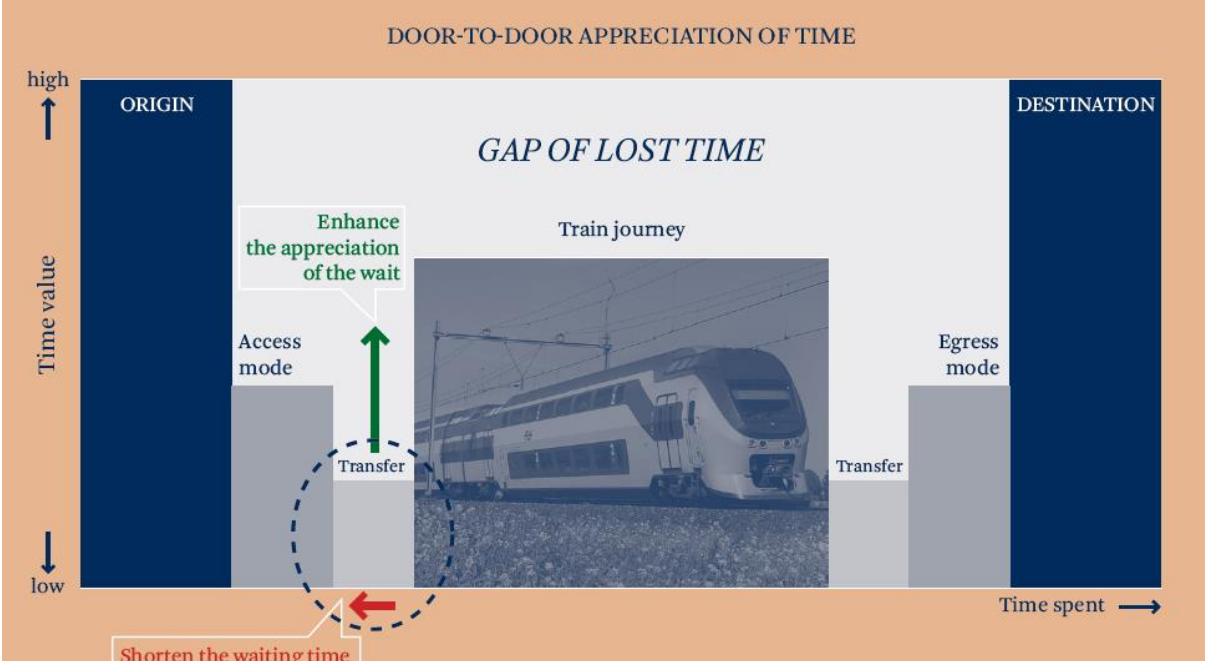 DOOR-TO-DOOR APPRECIATION OF TIME
high
ORIGIN
DESTINATION
GAP OF LOST TIME
Enhance
the appreciation
of the wait
Train journey
Time value
Access
mode
Egress
mode
Transfer
Transfer
low
Time spent
Shorten the waiting time